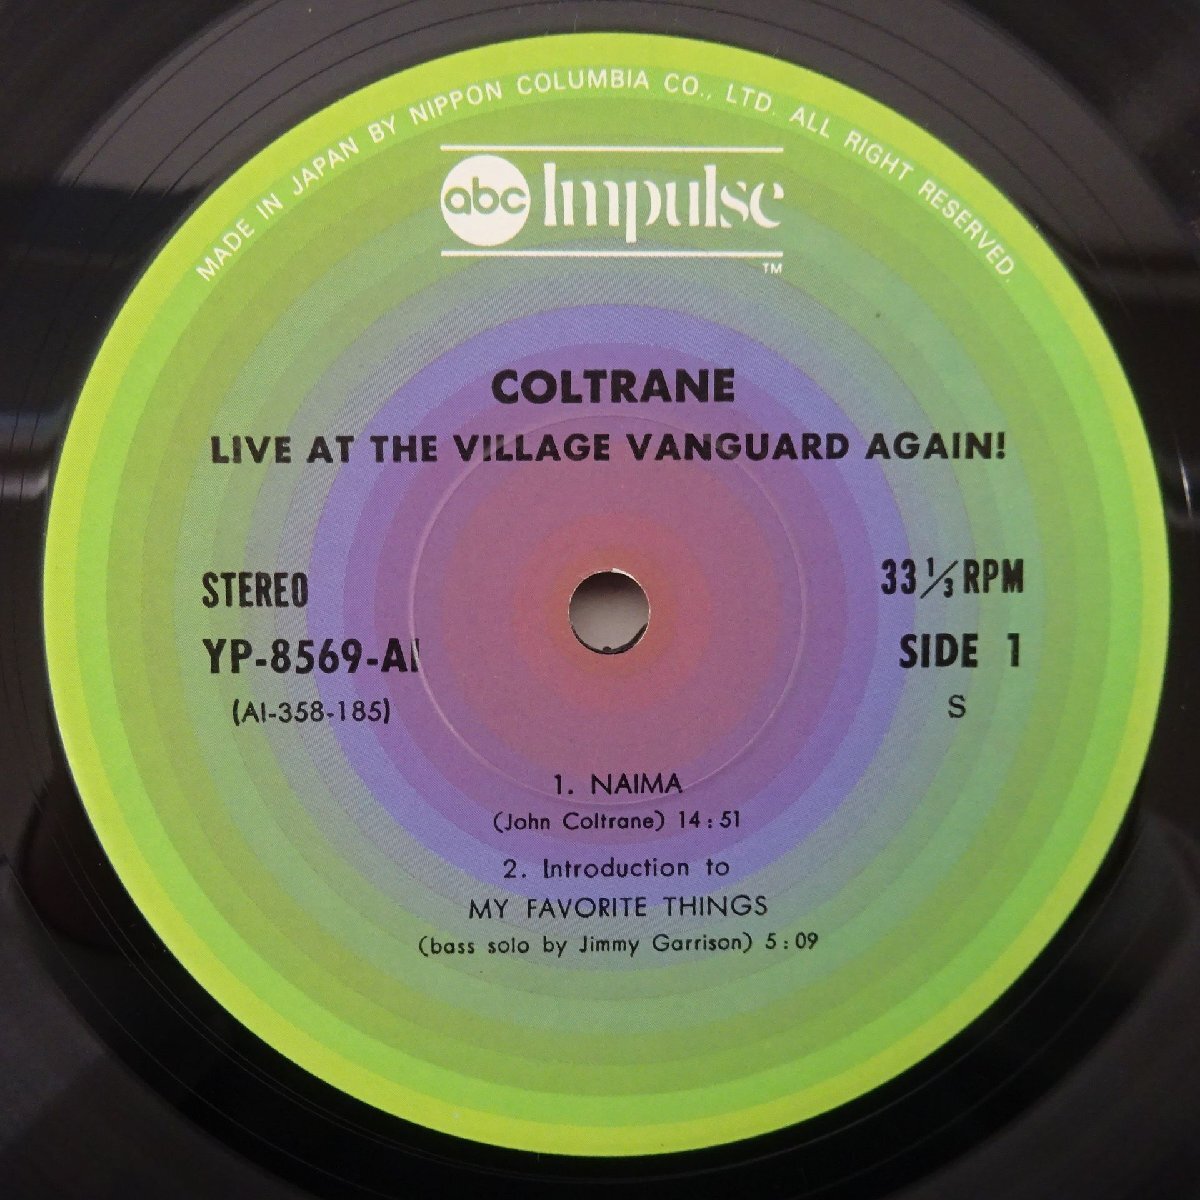 MADE IN JAPAN BY NIPPON COLUMBIA CO., LTD. ALL RIGHT RESERVED.
abc Impulse
TM
COLTRANE
LIVE AT THE VILLAGE VANGUARD AGAIN!
STEREO
33 1/3 RPM
YP-8569-AI
SIDE 1
(AI-358-185)
S
1. NAIMA
(John Coltrane) 14:51
2. Introduction to
MY FAVORITE THINGS
(bass solo by Jimmy Garrison) 5:09